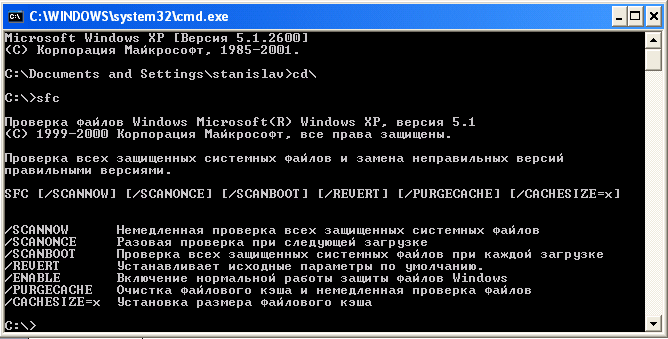 C:\WINDOWS\system32\cmd.exe
Microsoft Windows XP [Версия 5.1.2600]
(C) Корпорация Майкрософт, 1985-2001.
C:\Documents and Settings\stanislav>cd\
C:\>sfc
Проверка файлов Windows Microsoft(R) Windows XP, версия 5.1
(C) 1999-2000 Корпорация Майкрософт, все права защищены.
Проверка всех защищенных системных файлов и замена неправильных версий
правильными версиями.
SFC [/SCANNOW] [/SCANONCE] [/SCANBOOT] [/REVERT] [/PURGECACHE] [/CACHESIZE=x]
/SCANNOW Немедленная проверка всех защищенных системных файлов
/SCANONCE Разовая проверка при следующей загрузке
/SCANBOOT Проверка всех защищенных системных файлов при каждой загрузке
/REVERT Устанавливает исходные параметры по умолчанию.
/ENABLE Включение нормальной работы защиты файлов Windows
/PURGECACHE Очистка файлового кэша и немедленная проверка файлов
/CACHESIZE=x Установка размера файлового кэша
C:\>